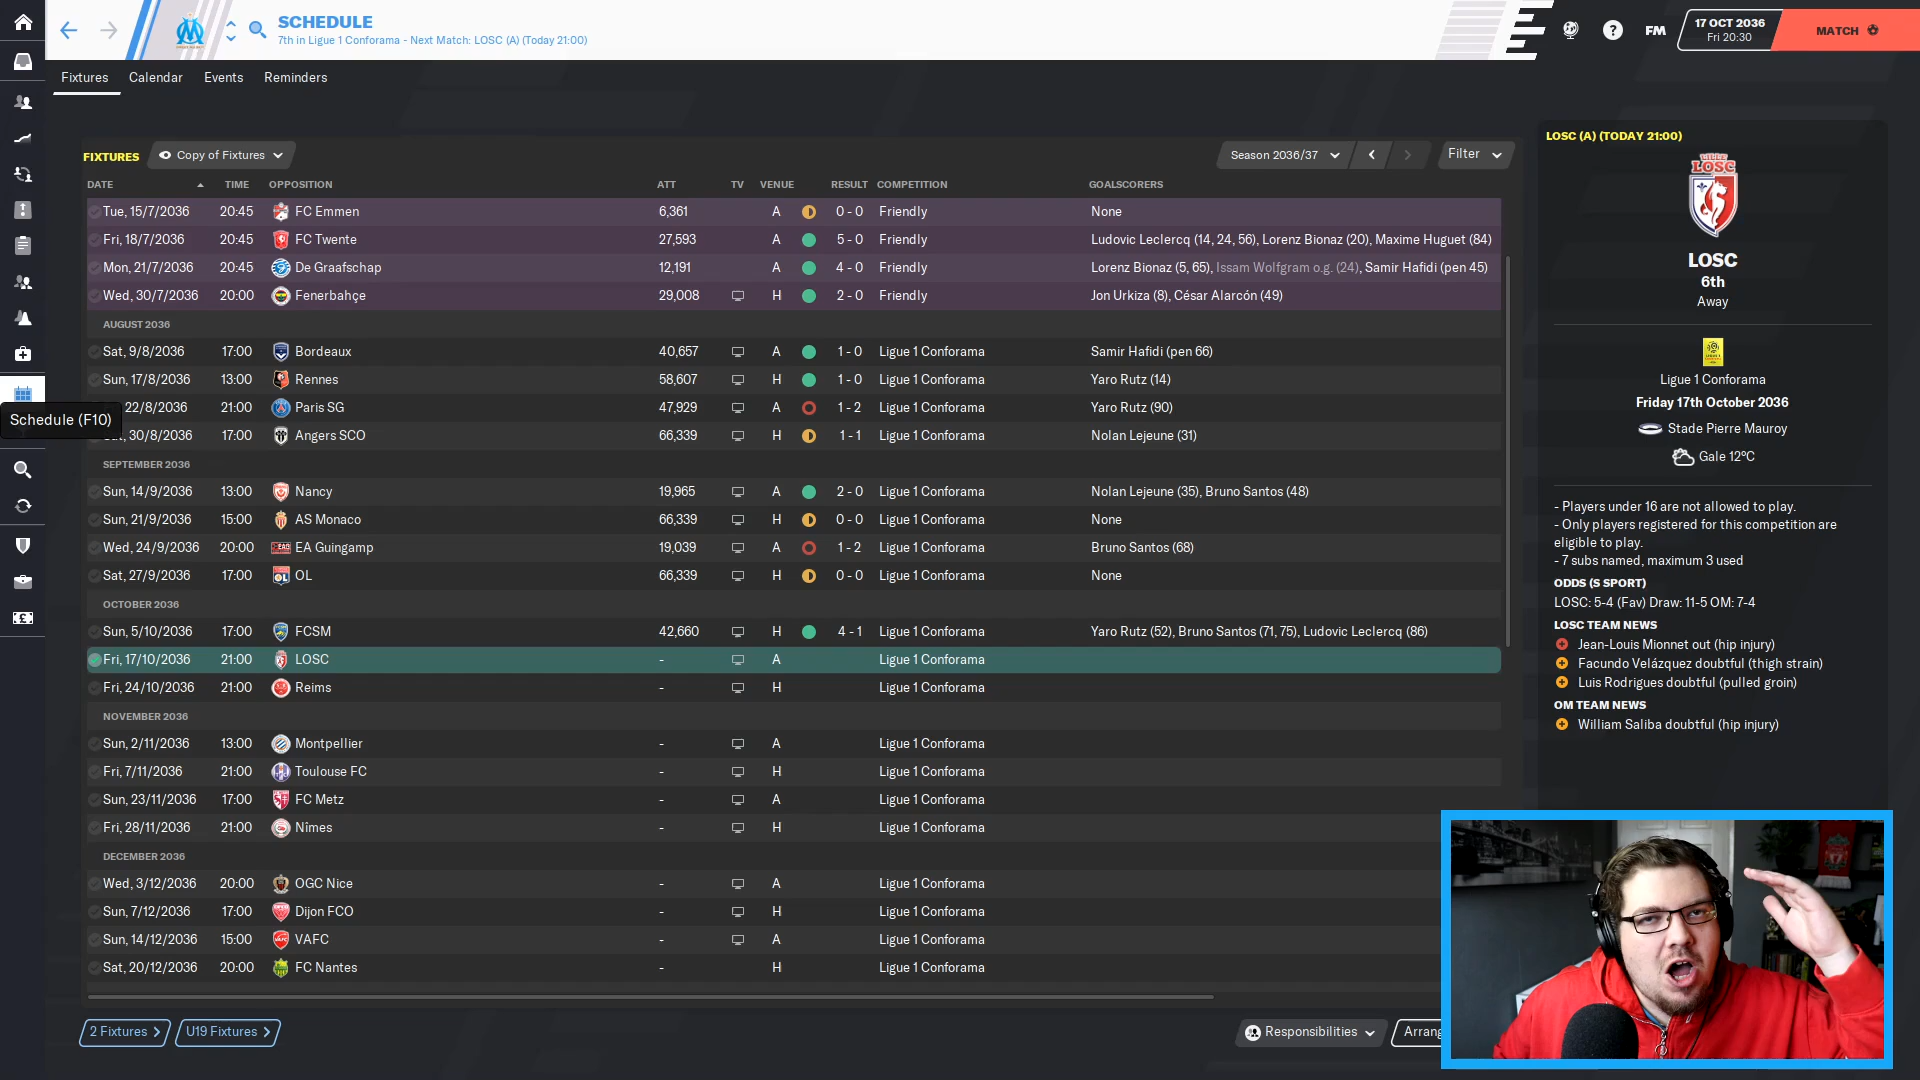 SCHEDULE
7th in Ligue 1 Conforama - Next Match: LOSC (A) (Today 21:00)
FM
17 OCT 2036
Fri 20:30
MATCH
Fixtures Calendar Events Reminders
FIXTURES Copy of Fixtures Season 2036/37 Filter
DATE TIME OPPOSITION ATT TV VENUE RESULT COMPETITION GOALSCORERS
Tue, 15/7/2036 20:45 FC Emmen 6,361 A 0 - 0 Friendly None
Fri, 18/7/2036 20:45 FC Twente 27,593 A 5 - 0 Friendly Ludovic Leclercq (14, 24, 56), Lorenz Bionaz (20), Maxime Huguet (84)
Mon, 21/7/2036 20:45 De Graafschap 12,191 A 4 - 0 Friendly Lorenz Bionaz (5, 65), Issam Wolfgram o.g. (24), Samir Hafidi (pen 45)
Wed, 30/7/2036 20:00 Fenerbahçe 29,008 H 2 - 0 Friendly Jon Urkiza (8), César Alarcón (49)
AUGUST 2036
Sat, 9/8/2036 17:00 Bordeaux 40,657 A 1 - 0 Ligue 1 Conforama Samir Hafidi (pen 66)
Sun, 17/8/2036 13:00 Rennes 58,607 H 1 - 0 Ligue 1 Conforama Yaro Rutz (14)
22/8/2036 21:00 Paris SG 47,929 A 1 - 2 Ligue 1 Conforama Yaro Rutz (90)
Schedule (F10)
Sat, 30/8/2036 17:00 Angers SCO 66,339 H 1 - 1 Ligue 1 Conforama Nolan Lejeune (31)
SEPTEMBER 2036
Sun, 14/9/2036 13:00 Nancy 19,965 A 2 - 0 Ligue 1 Conforama Nolan Lejeune (35), Bruno Santos (48)
Sun, 21/9/2036 15:00 AS Monaco 66,339 H 0 - 0 Ligue 1 Conforama None
Wed, 24/9/2036 20:00 EA Guingamp 19,039 A 1 - 2 Ligue 1 Conforama Bruno Santos (68)
Sat, 27/9/2036 17:00 OL 66,339 H 0 - 0 Ligue 1 Conforama None
OCTOBER 2036
Sun, 5/10/2036 17:00 FCSM 42,660 H 4 - 1 Ligue 1 Conforama Yaro Rutz (52), Bruno Santos (71, 75), Ludovic Leclercq (86)
Fri, 17/10/2036 21:00 LOSC - A Ligue 1 Conforama
Fri, 24/10/2036 21:00 Reims - H Ligue 1 Conforama
NOVEMBER 2036
Sun, 2/11/2036 13:00 Montpellier - A Ligue 1 Conforama
Fri, 7/11/2036 21:00 Toulouse FC - H Ligue 1 Conforama
Sun, 23/11/2036 17:00 FC Metz - A Ligue 1 Conforama
Fri, 28/11/2036 21:00 Nîmes - H Ligue 1 Conforama
DECEMBER 2036
Wed, 3/12/2036 20:00 OGC Nice - A Ligue 1 Conforama
Sun, 7/12/2036 17:00 Dijon FCO - H Ligue 1 Conforama
Sun, 14/12/2036 15:00 VAFC - A Ligue 1 Conforama
Sat, 20/12/2036 20:00 FC Nantes - H Ligue 1 Conforama
2 Fixtures U19 Fixtures Responsibilities Arrang
LOSC (A) (TODAY 21:00)
LILLE
LOSC
LOSC
6th
Away
Ligue 1 Conforama
Friday 17th October 2036
Stade Pierre Mauroy
Gale 12°C
- Players under 16 are not allowed to play.
- Only players registered for this competition are
eligible to play.
- 7 subs named, maximum 3 used
ODDS (S SPORT)
LOSC: 5-4 (Fav) Draw: 11-5 OM: 7-4
LOSC TEAM NEWS
Jean-Louis Mionnet out (hip injury)
Facundo Velázquez doubtful (thigh strain)
Luis Rodrigues doubtful (pulled groin)
OM TEAM NEWS
William Saliba doubtful (hip injury)